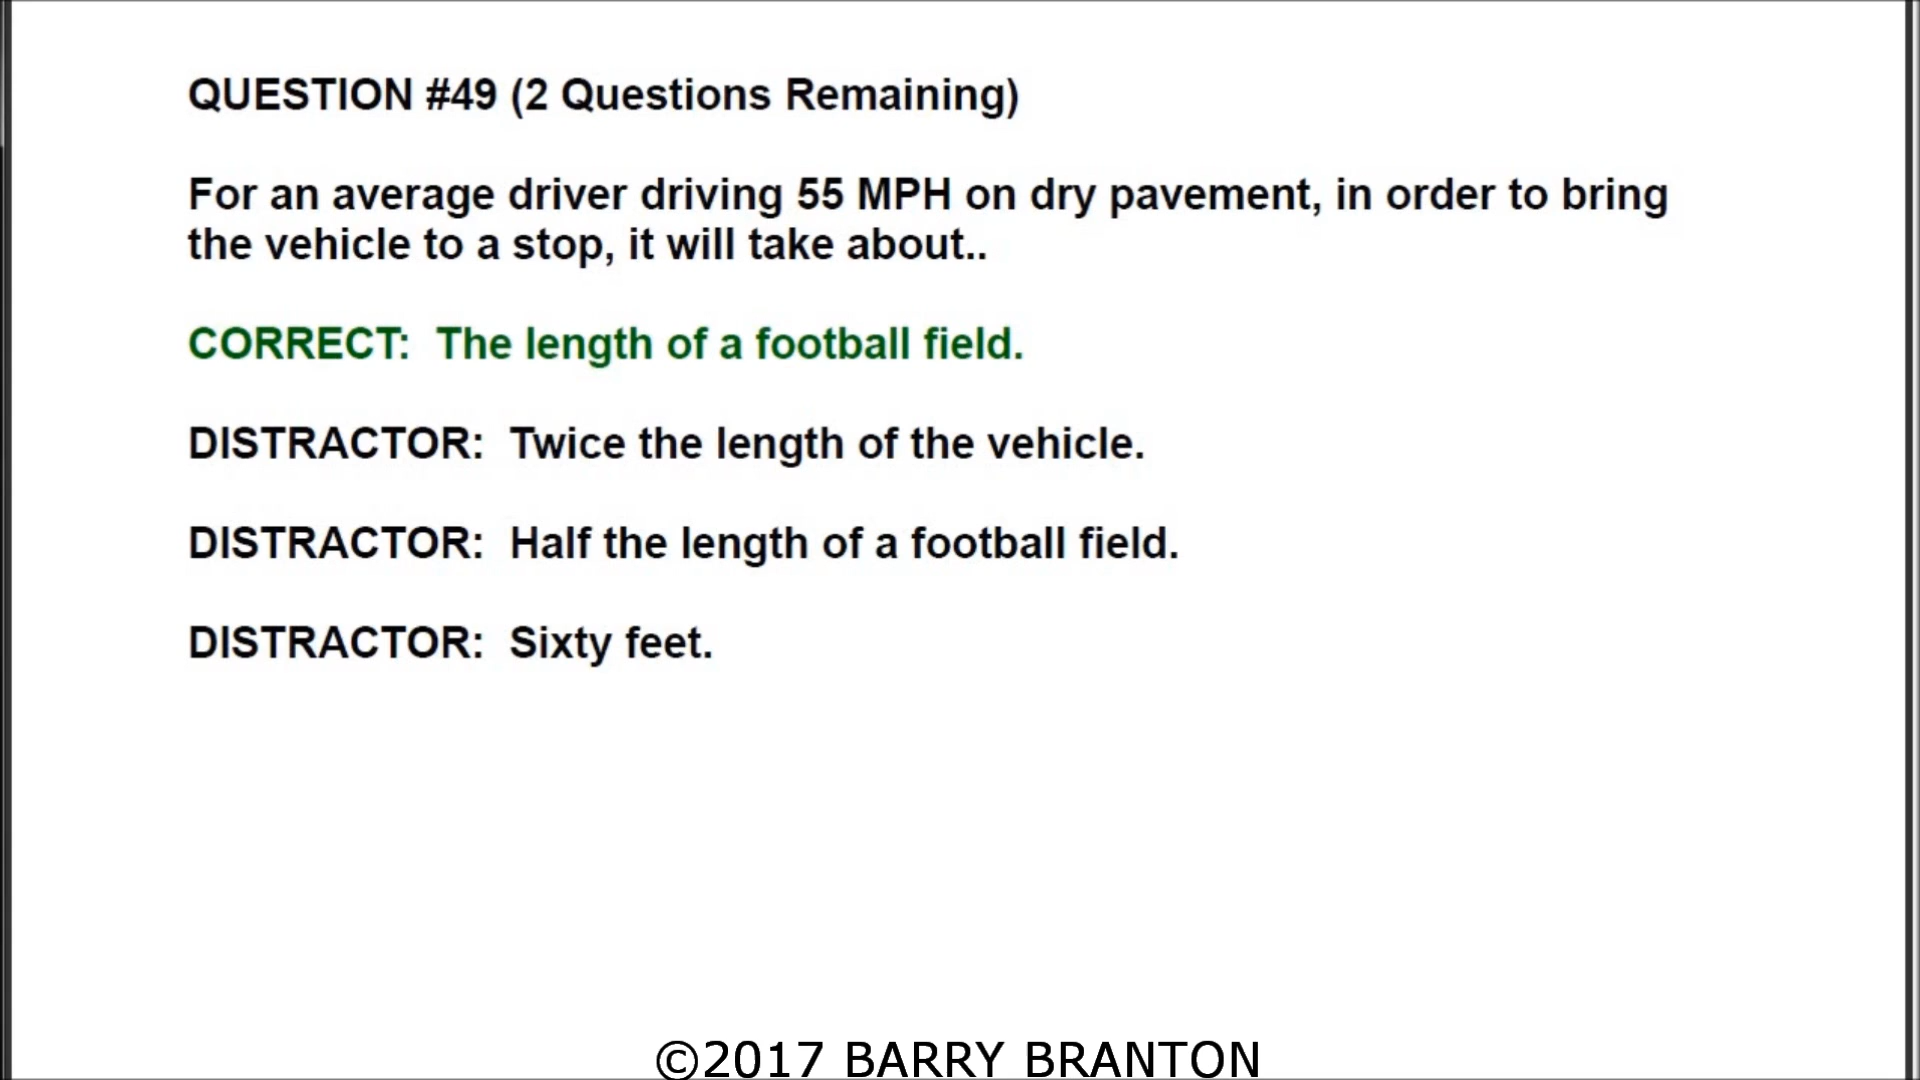 QUESTION #49 (2 Questions Remaining)
For an average driver driving 55 MPH on dry pavement, in order to bring
the vehicle to a stop, it will take about..
CORRECT:  The length of a football field.
DISTRACTOR:  Twice the length of the vehicle.
DISTRACTOR:  Half the length of a football field.
DISTRACTOR:  Sixty feet.
©2017 BARRY BRANTON